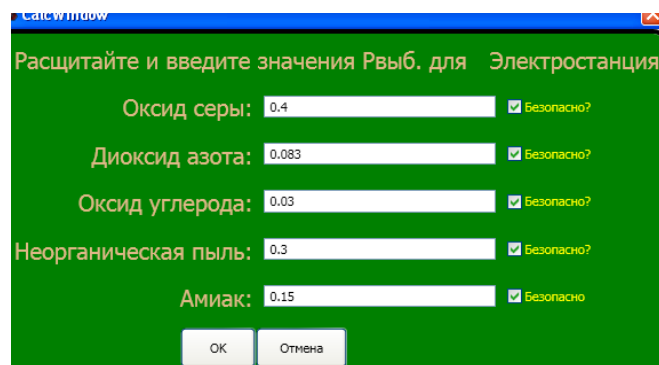 CalcWindow
Расщитайте и введите значения Рвыб. для Электростанция
Оксид серы: 0.4 Безопасно?
Диоксид азота: 0.083 Безопасно?
Оксид углерода: 0.03 Безопасно?
Неорганическая пыль: 0.3 Безопасно?
Амиак: 0.15 Безопасно
OK Отмена